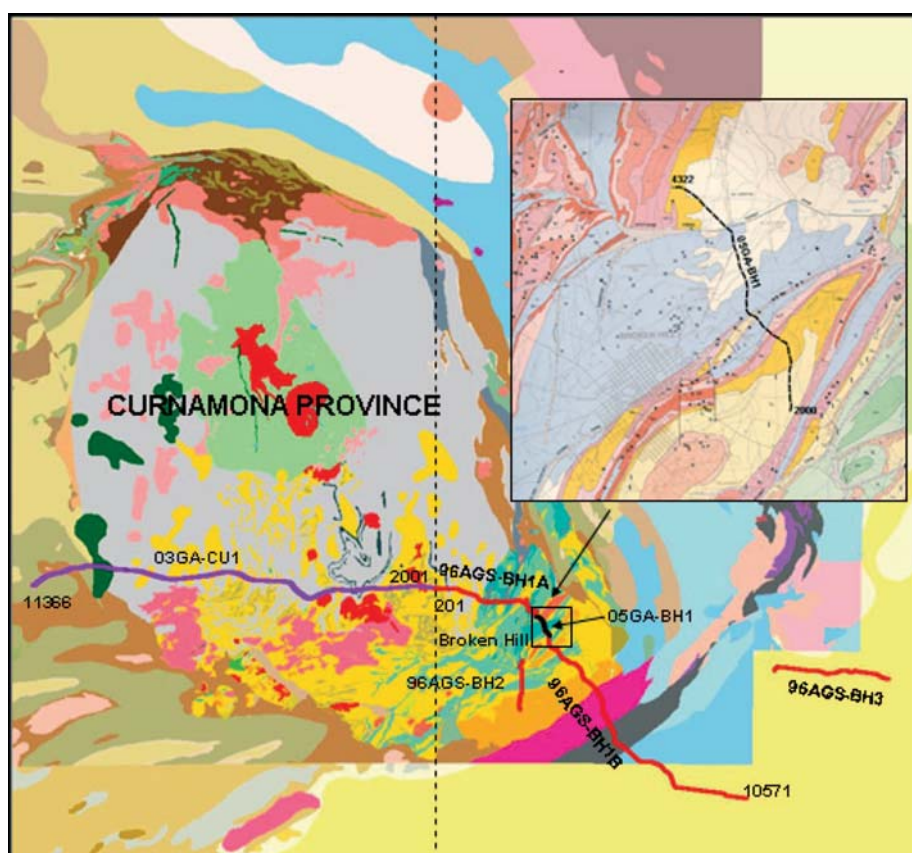 4322
05GA-BH1
2000
CURNAMONA PROVINCE
03GA-CU1
2001
96AGS-BH1A
11366
201
05GA-BH1
Broken Hill
96AGS-BH2
96AGS-BH1B
96AGS-BH3
10571